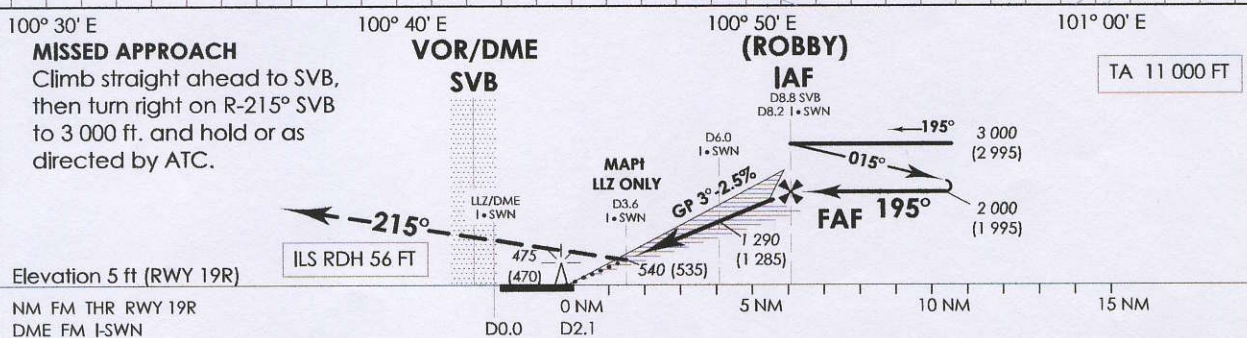 100° 30' E 100° 40' E 100° 50' E 101° 00' E
MISSED APPROACH
Climb straight ahead to SVB,
then turn right on R-215° SVB
to 3 000 ft. and hold or as
directed by ATC.
VOR/DME
SVB
(ROBBY)
IAF
D8.8 SVB
D8.2 I•SWN
TA 11 000 FT
195°
3 000
(2 995)
015°
D6.0
I•SWN
MAPt
LLZ ONLY
D3.6
I•SWN
GP 3°-2.5%
FAF
195°
2 000
(1 995)
LLZ/DME
I•SWN
215°
ILS RDH 56 FT
475
(470)
540 (535)
1 290
(1 285)
Elevation 5 ft (RWY 19R)
NM FM THR RWY 19R 0 NM 5 NM 10 NM 15 NM
DME FM I-SWN D0.0 D2.1